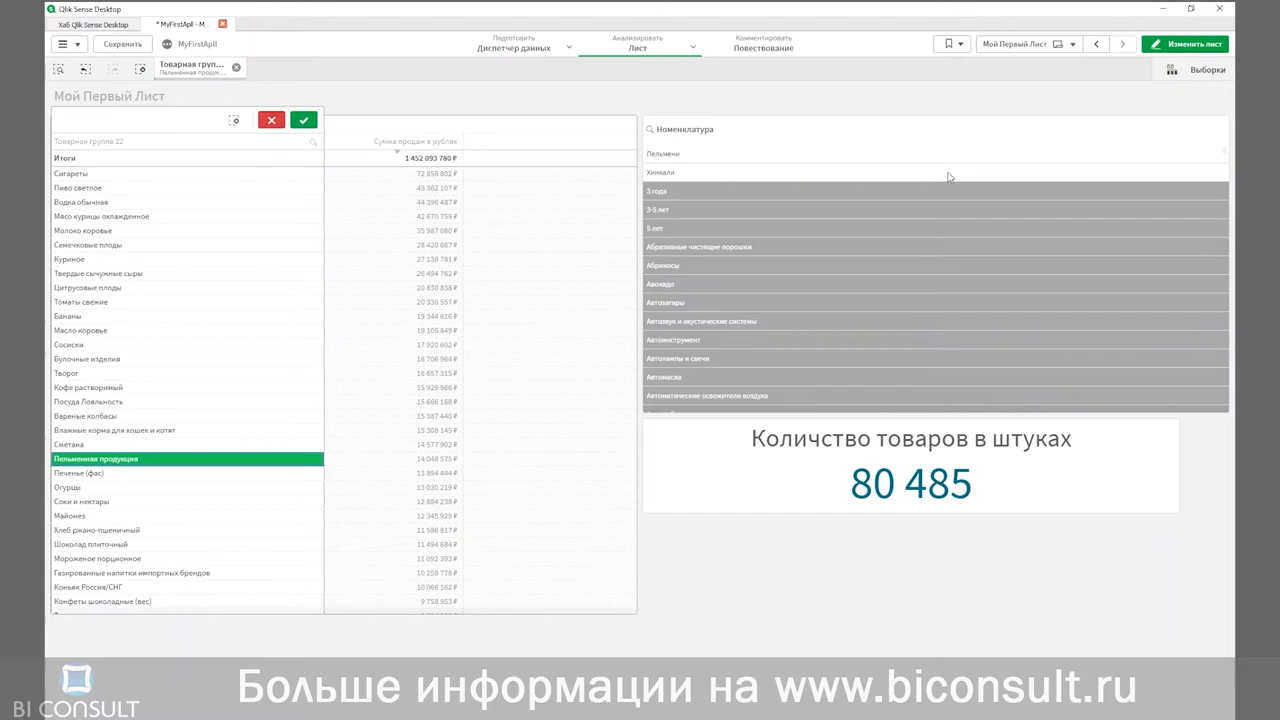 Qlik Sense Desktop
Хаб Qlik Sense Desktop
* MyFirstApll - M...
Сохранить
MyFirstApll
Подготовить
Диспетчер данных
Анализировать
Лист
Комментировать
Повествование
Мой Первый Лист
Изменить лист
Товарная груп...
Пельменная продук...
Выборки
Мой Первый Лист
Товарная группа 22
Сумма продаж в рублях
Итоги 1 452 093 780 ₽
Сигареты 72 858 802 ₽
Пиво светлое 45 362 107 ₽
Водка обычная 44 396 487 ₽
Мясо курицы охлажденное 42 670 759 ₽
Молоко коровье 35 987 080 ₽
Семечковые плоды 28 420 667 ₽
Куриное 27 138 781 ₽
Твердые сычужные сыры 26 494 762 ₽
Цитрусовые плоды 20 830 838 ₽
Томаты свежие 20 330 557 ₽
Бананы 19 344 616 ₽
Масло коровье 19 105 849 ₽
Сосиски 17 920 602 ₽
Булочные изделия 16 706 964 ₽
Творог 16 657 315 ₽
Кофе растворимый 15 929 966 ₽
Посуда Лояльность 15 666 168 ₽
Вареные колбасы 15 387 440 ₽
Влажные корма для кошек и котят 15 308 145 ₽
Сметана 14 577 902 ₽
Пельменная продукция 14 048 575 ₽
Печенье (фас) 13 894 444 ₽
Огурцы 13 030 219 ₽
Соки и нектары 12 884 238 ₽
Майонез 12 345 929 ₽
Хлеб ржано-пшеничный 11 586 817 ₽
Шоколад плиточный 11 494 684 ₽
Мороженое порционное 11 092 393 ₽
Газированные напитки импортных брендов 10 258 778 ₽
Коньяк Россия/СНГ 10 066 162 ₽
Конфеты шоколадные (вес) 9 758 953 ₽
Номенклатура
Пельмени
Хинкали
3 года
3-5 лет
5 лет
Абразивные чистящие порошки
Абрикосы
Авокадо
Автозагары
Автозвук и акустические системы
Автоинструмент
Автолампы и свечи
Автомасла
Автоматические освежители воздуха
Количство товаров в штуках
80 485
Больше информации на www.biconsult.ru
BI CONSULT